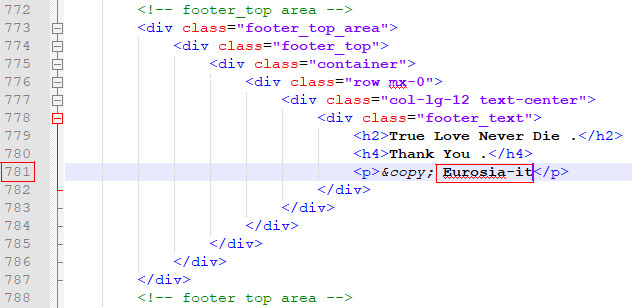 772 <!-- footer_top area -->
773 <div class="footer_top_area">
774 <div class="footer_top">
775 <div class="container">
776 <div class="row mx-0">
777 <div class="col-lg-12 text-center">
778 <div class="footer_text">
779 <h2>True Love Never Die .</h2>
780 <h4>Thank You .</h4>
781 <p>&copy; Eurosia-it</p>
782 </div>
783 </div>
784 </div>
785 </div>
786 </div>
787 </div>
788 <!-- footer top area -->